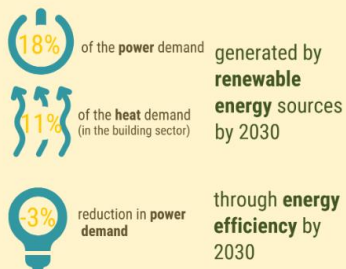 18%
of the power demand
11%
of the heat demand
(in the building sector)
generated by
renewable
energy sources
by 2030
-3%
reduction in power
demand
through energy
efficiency by
2030